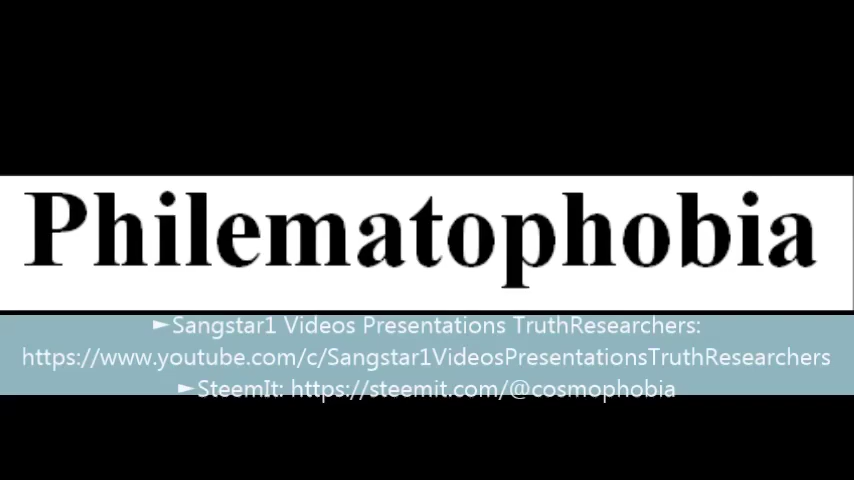 Philematophobia
►Sangstar1 Videos Presentations TruthResearchers:
https://www.youtube.com/c/Sangstar1VideosPresentationsTruthResearchers
►SteemIt: https://steemit.com/@cosmophobia